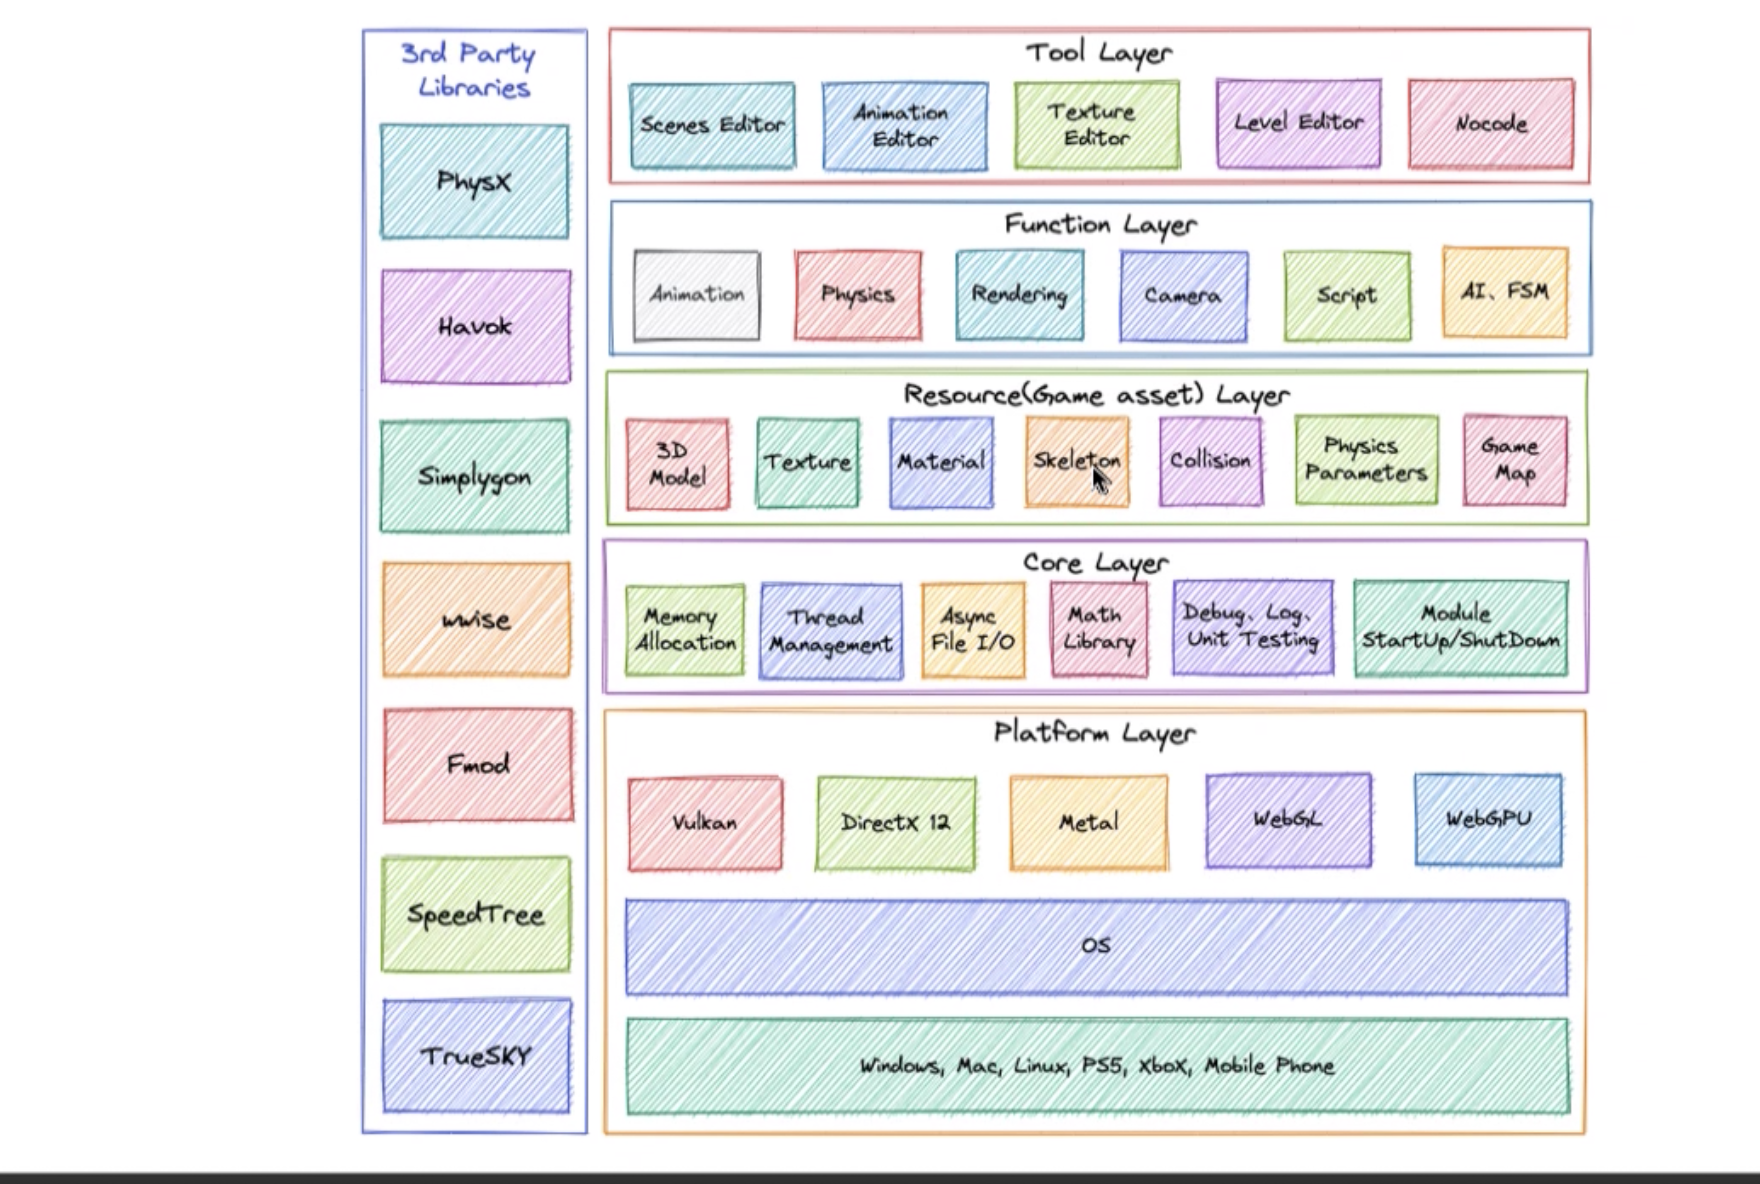 3rd Party
Libraries
PhysX
Havok
Simplygon
wwise
Fmod
SpeedTree
TrueSKY
Tool Layer
Scenes Editor
Animation
Editor
Texture
Editor
Level Editor
Nocode
Function Layer
Animation
Physics
Rendering
Camera
Script
AI、FSM
Resource(Game asset) Layer
3D
Model
Texture
Material
Skeleton
Collision
Physics
Parameters
Game
Map
Core Layer
Memory
Allocation
Thread
Management
Async
File I/O
Math
Library
Debug、Log、
Unit Testing
Module
StartUp/ShutDown
Platform Layer
Vulkan
DirectX 12
Metal
WebGL
WebGPU
OS
Windows, Mac, Linux, PS5, XboX, Mobile Phone